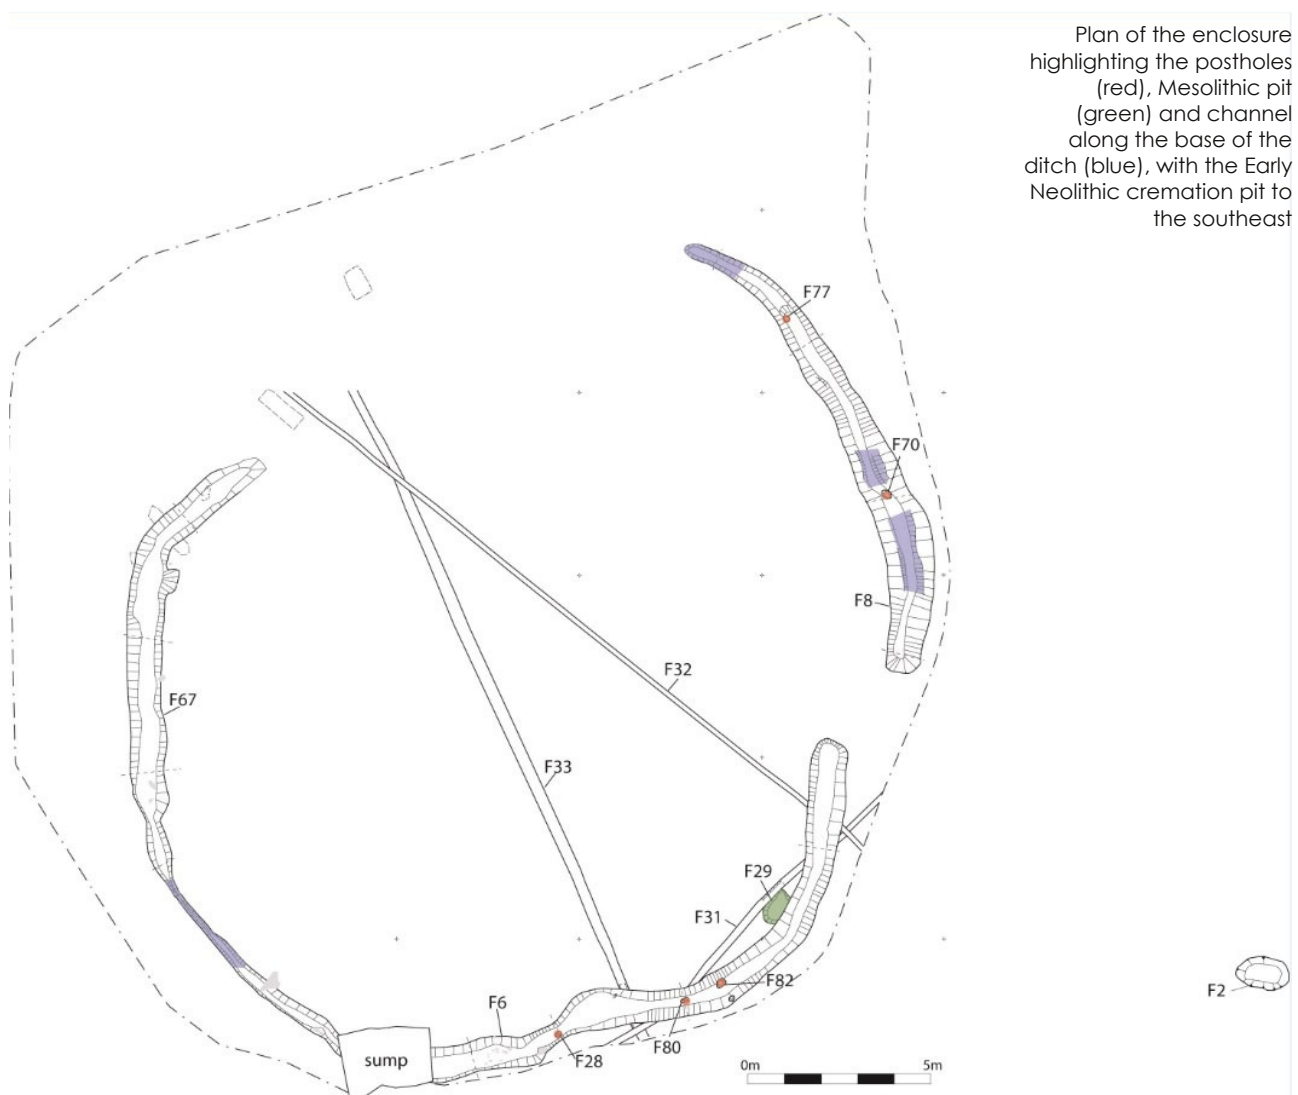 Plan of the enclosure
highlighting the postholes
(red), Mesolithic pit
(green) and channel
along the base of the
ditch (blue), with the Early
Neolithic cremation pit to
the southeast
F77
F70
F8
F32
F67
F33
F29
F31
F82
F2
F6
F80
F28
sump
0m 5m